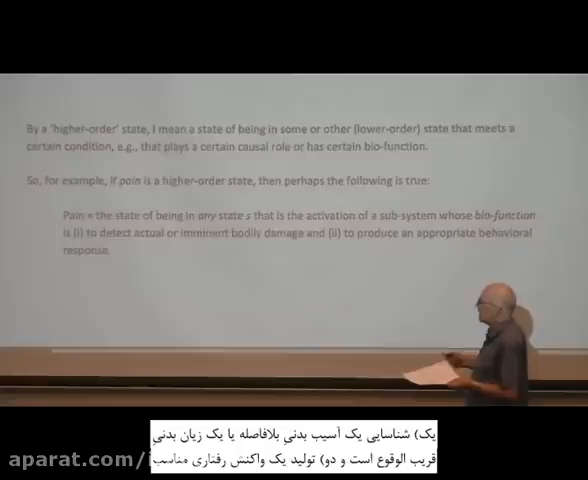 By a 'higher-order' state, I mean a state of being in some or other (lower-order) state that meets a
certain condition, e.g., that plays a certain causal role or has certain bio-function.
So, for example, if pain is a higher-order state, then perhaps the following is true:
Pain = the state of being in any state s that is the activation of a sub-system whose bio-function
is (i) to detect actual or imminent bodily damage and (ii) to produce an appropriate behavioral
response.
یک) شناسایی یک آسیب بدنیِ بلافاصله یا یک زیان بدنیِ
قریب الوقوع است و دو) تولید یک واکنش رفتاری مناسب
aparat.com/